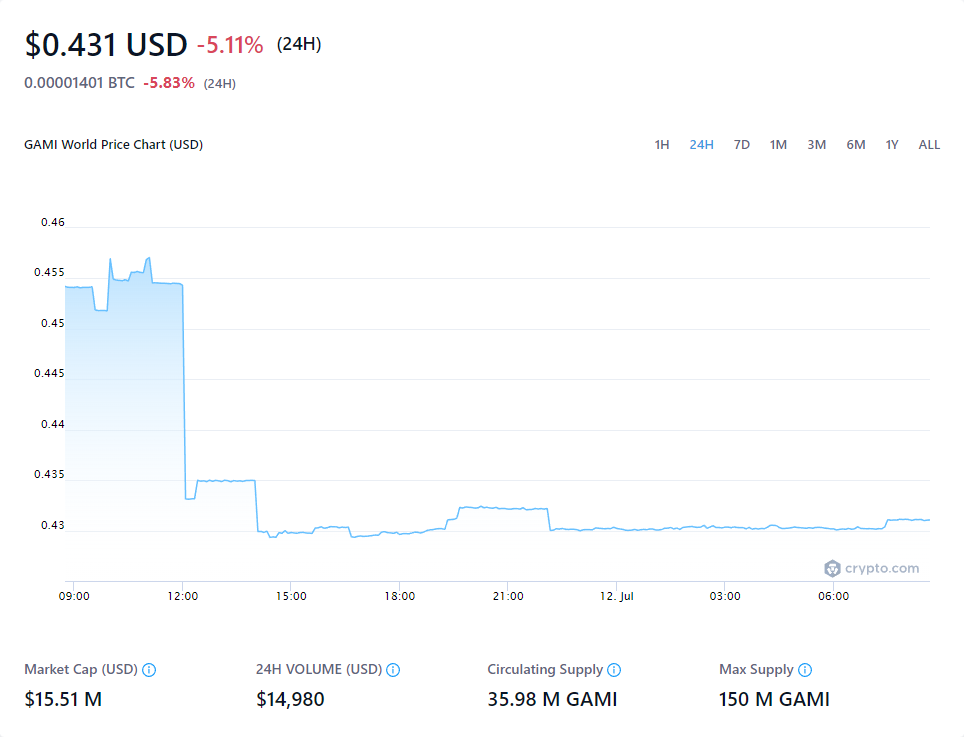 $0.431 USD -5.11% (24H)
0.00001401 BTC -5.83% (24H)
GAMI World Price Chart (USD)
1H 24H 7D 1M 3M 6M 1Y ALL
0.46
0.455
0.45
0.445
0.44
0.435
0.43
crypto.com
09:00 12:00 15:00 18:00 21:00 12. Jul 03:00 06:00
Market Cap (USD) 24H VOLUME (USD) Circulating Supply Max Supply
$15.51 M $14,980 35.98 M GAMI 150 M GAMI